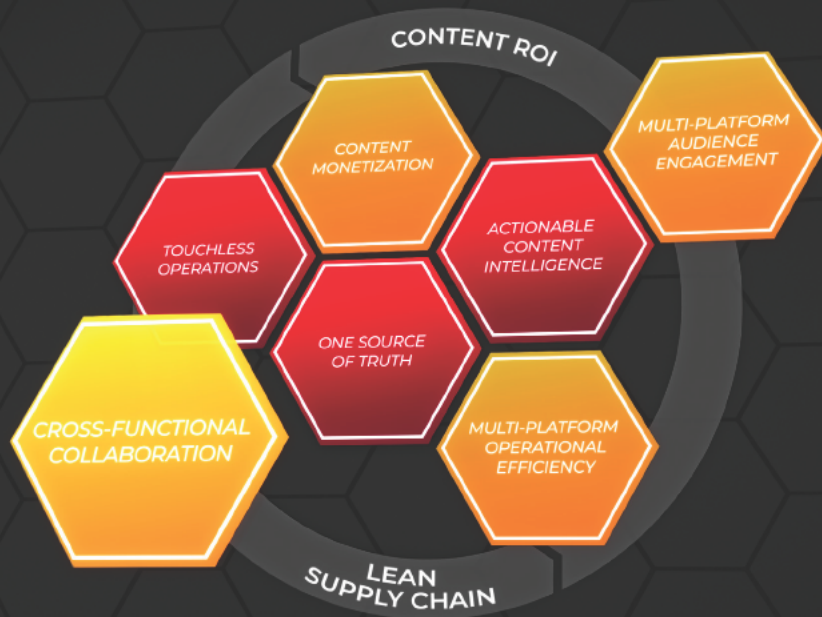 CONTENT ROI
CONTENT
MONETIZATION
MULTI-PLATFORM
AUDIENCE
ENGAGEMENT
TOUCHLESS
OPERATIONS
ACTIONABLE
CONTENT
INTELLIGENCE
ONE SOURCE
OF TRUTH
CROSS-FUNCTIONAL
COLLABORATION
MULTI-PLATFORM
OPERATIONAL
EFFICIENCY
LEAN
SUPPLY CHAIN